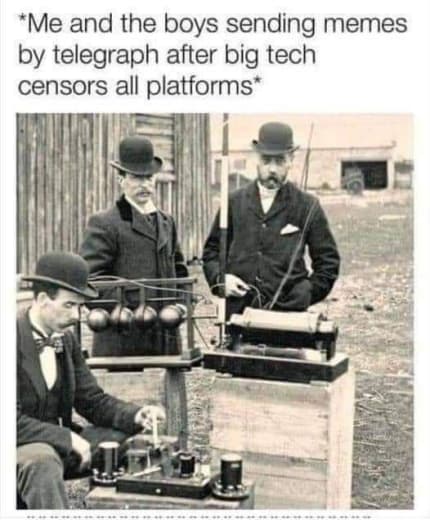 *Me and the boys sending memes
by telegraph after big tech
censors all platforms*